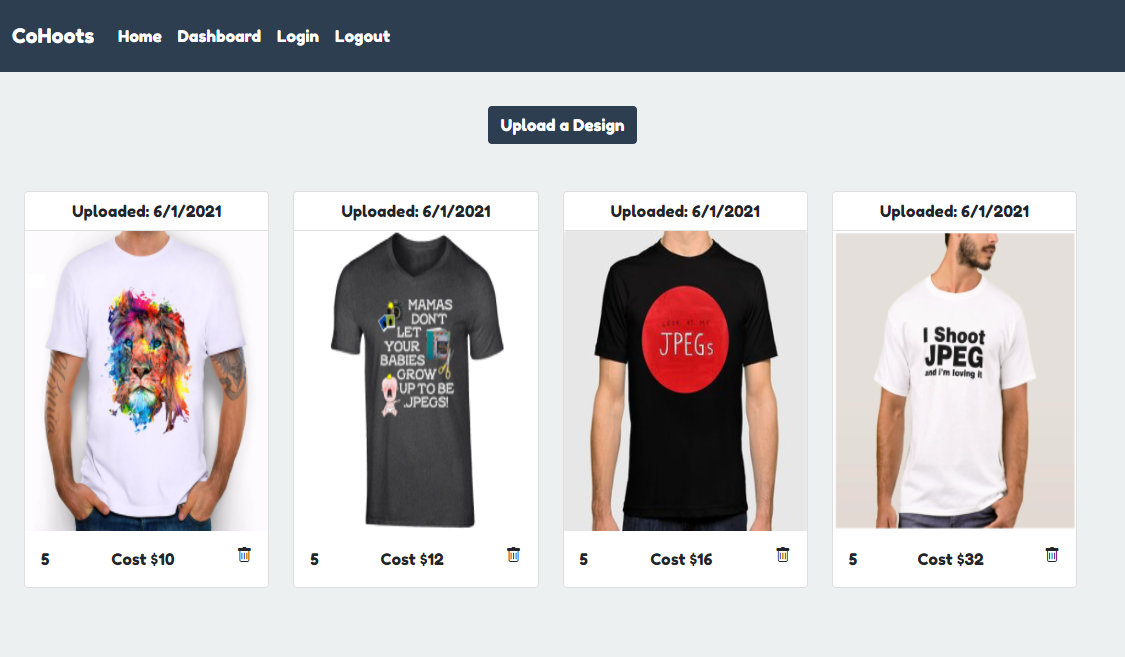 CoHoots Home Dashboard Login Logout
Upload a Design
Uploaded: 6/1/2021
MAMAS
DON'T
LET
YOUR
BABIES
GROW
UP TO BE
.JPEGS!
5 Cost $10
Uploaded: 6/1/2021
5 Cost $12
Uploaded: 6/1/2021
LOOK AT MY
JPEGs
5 Cost $16
Uploaded: 6/1/2021
I Shoot
JPEG
and i'm loving it
5 Cost $32